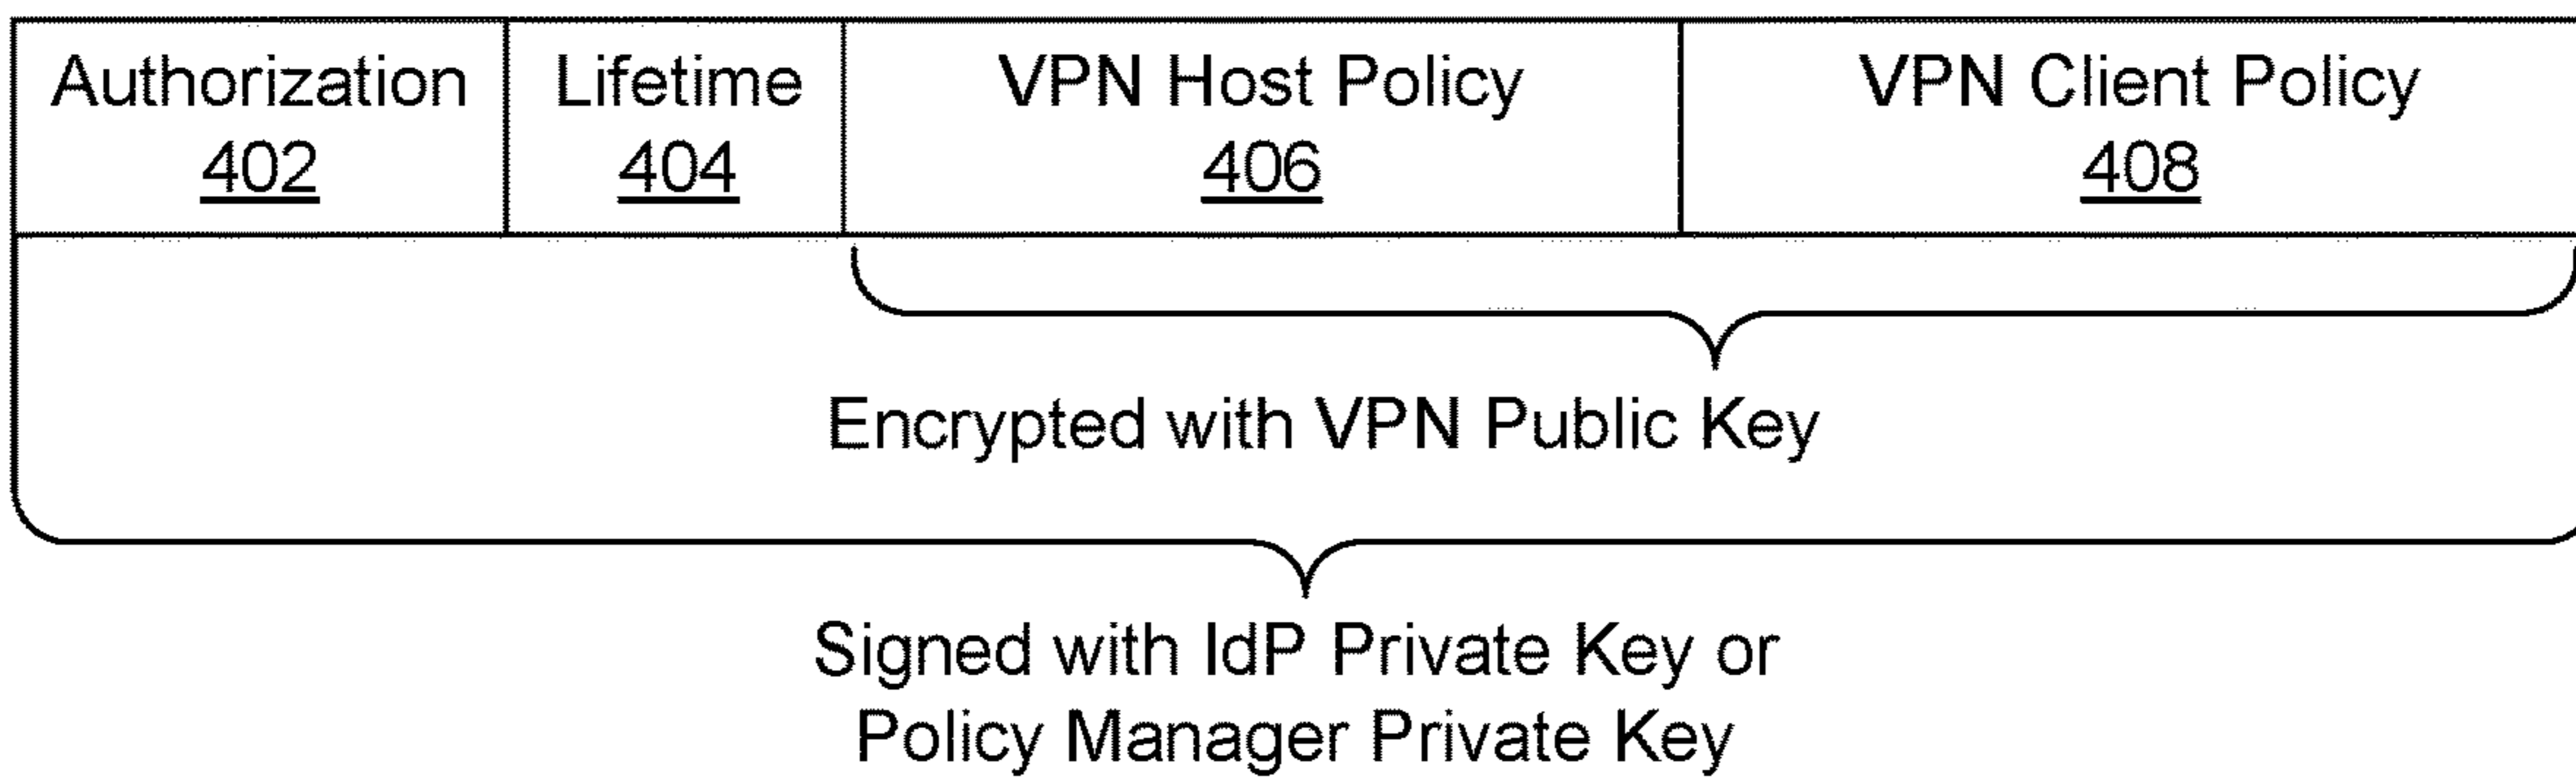 Authorization Lifetime VPN Host Policy VPN Client Policy
402 404 406 408
Encrypted with VPN Public Key
Signed with IdP Private Key or
Policy Manager Private Key